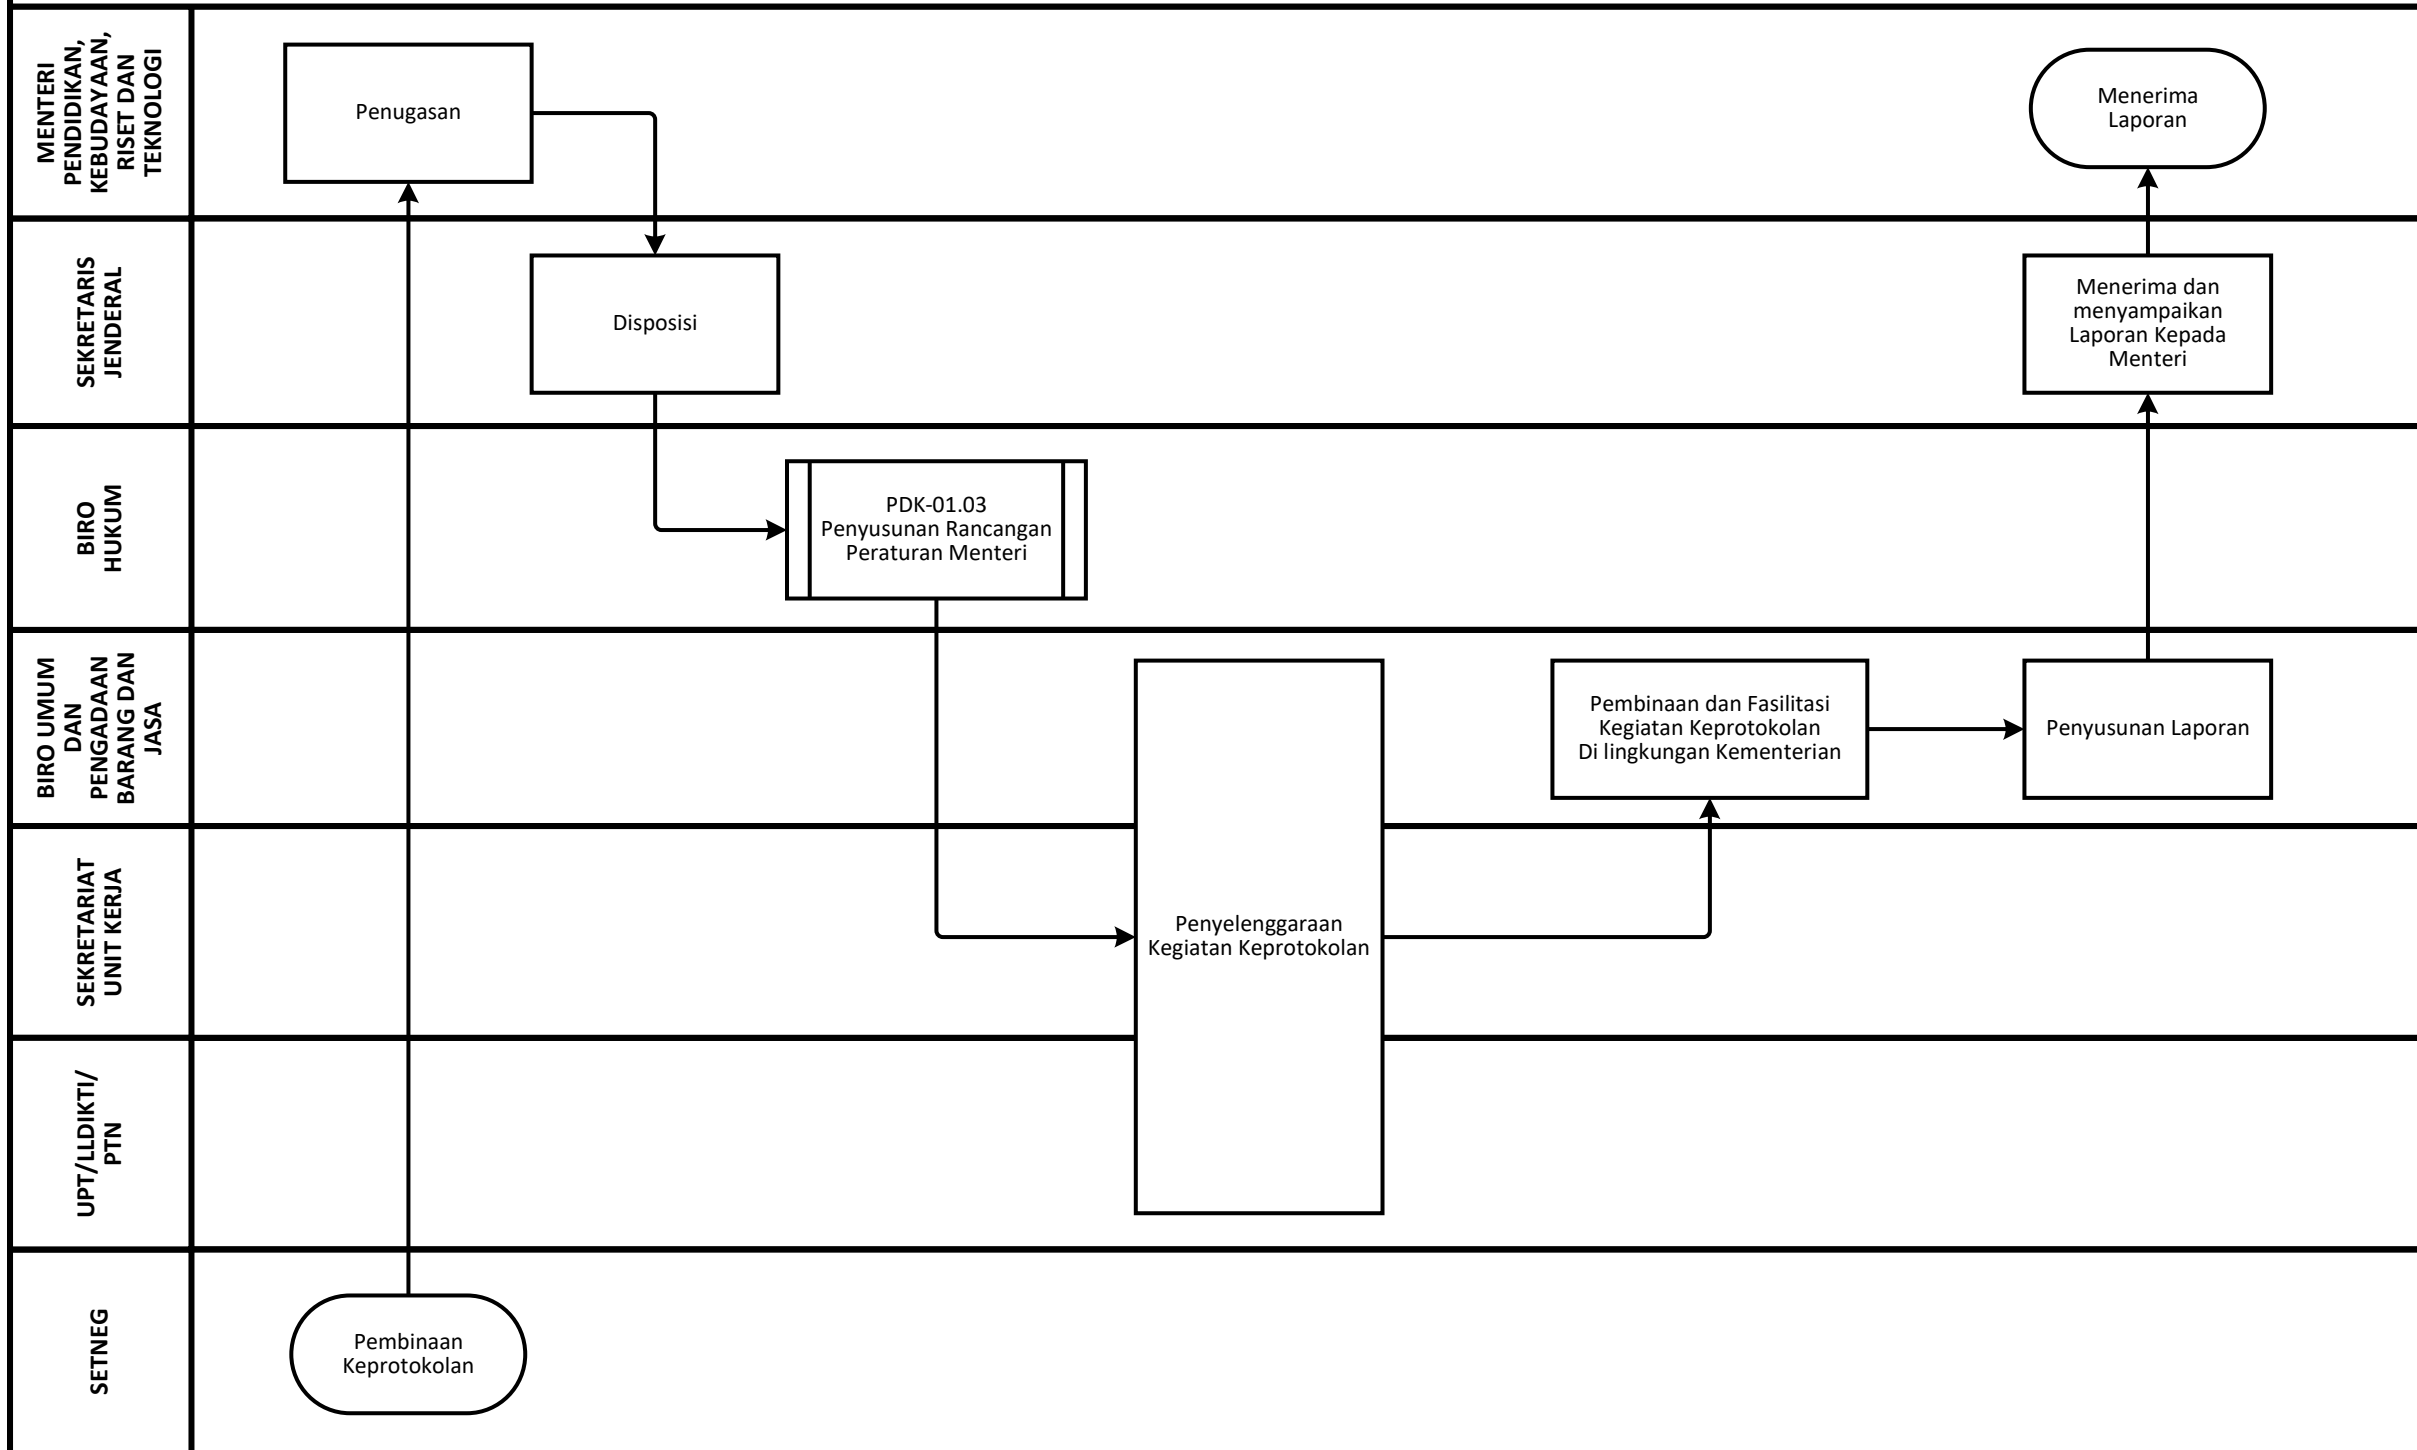 MENTERI
PENDIDIKAN,
KEBUDAYAAN,
RISET DAN
TEKNOLOGI
Penugasan
Menerima
Laporan
SEKRETARIS
JENDERAL
Disposisi
Menerima dan
menyampaikan
Laporan Kepada
Menteri
BIRO
HUKUM
PDK-01.03
Penyusunan Rancangan
Peraturan Menteri
BIRO UMUM
DAN
PENGADAAN
BARANG DAN
JASA
Pembinaan dan Fasilitasi
Kegiatan Keprotokolan
Di lingkungan Kementerian
Penyusunan Laporan
SEKRETARIAT
UNIT KERJA
Penyelenggaraan
Kegiatan Keprotokolan
UPT/LLDIKTI/
PTN
SETNEG
Pembinaan
Keprotokolan